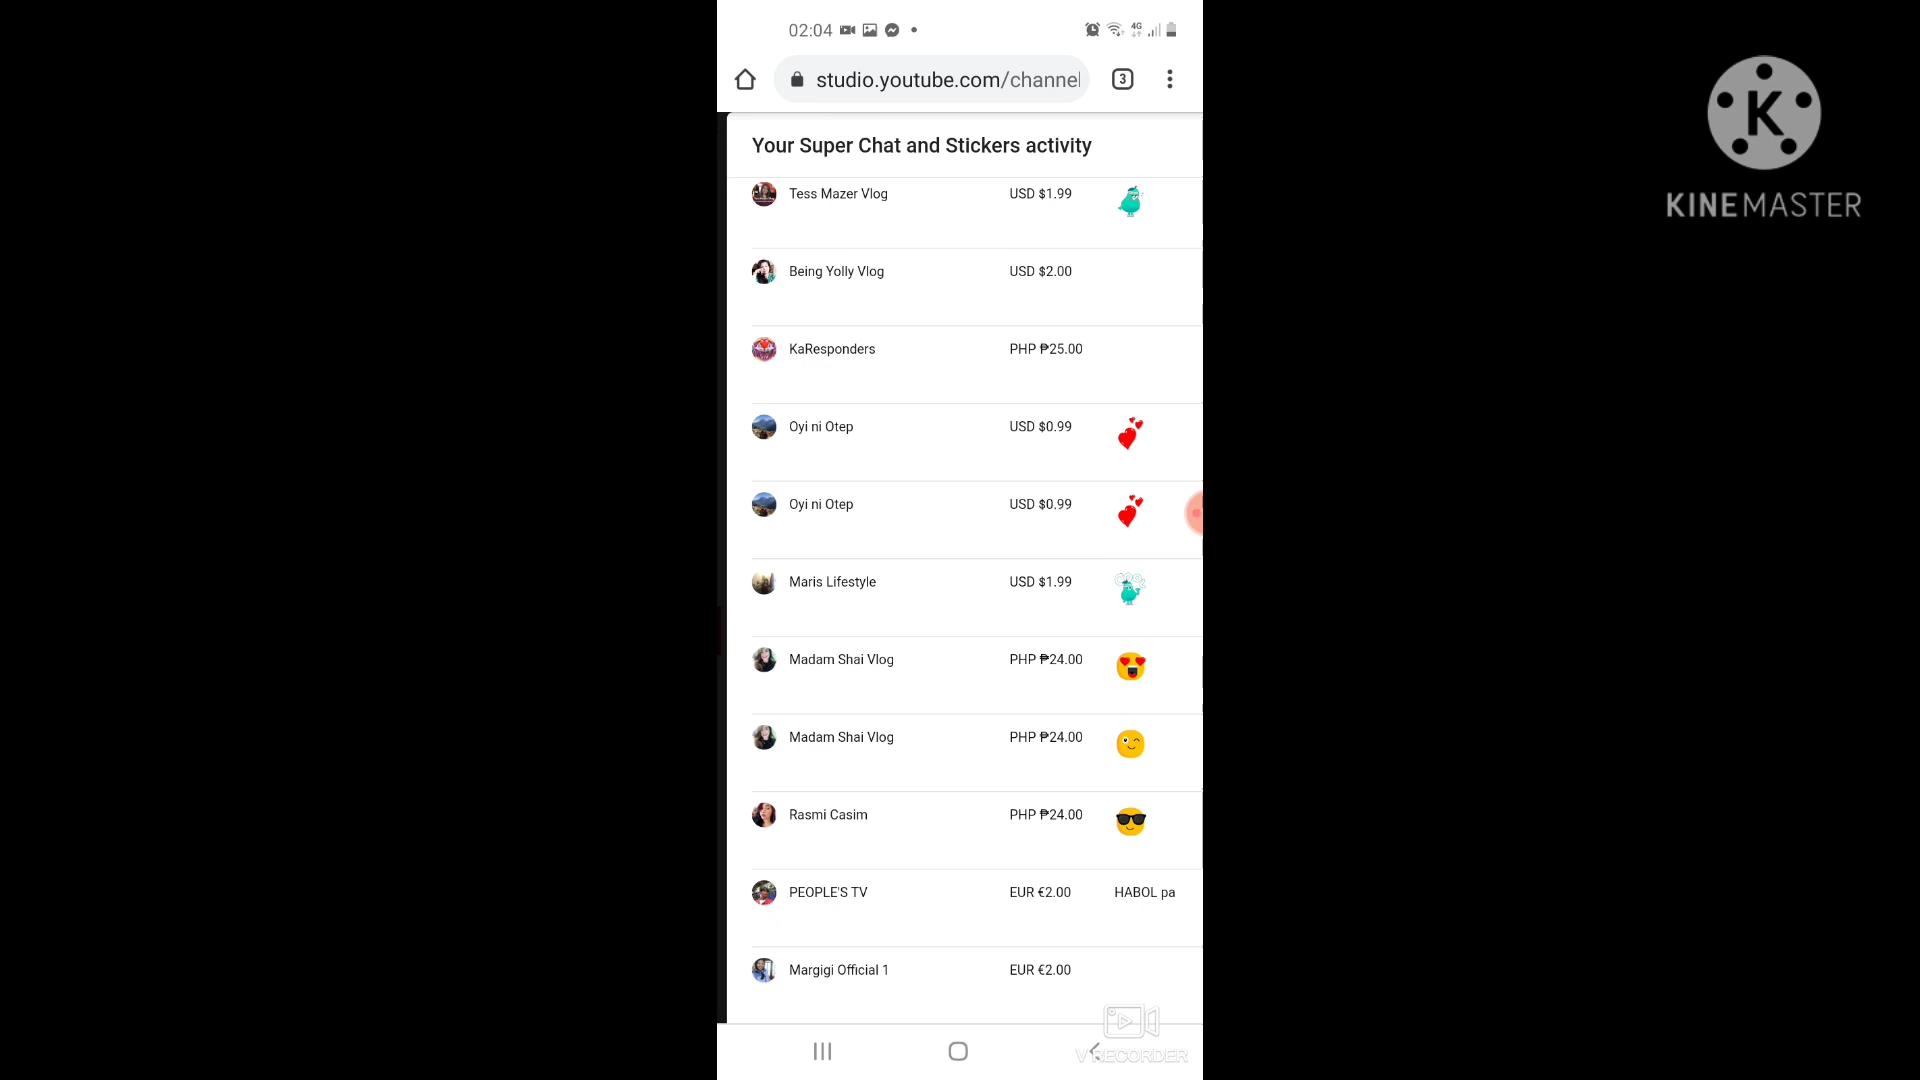 02:04
4G
studio.youtube.com/channel
3
K
KINEMASTER
Your Super Chat and Stickers activity
Tess Mazer Vlog USD $1.99
Being Yolly Vlog USD $2.00
KaResponders PHP ₱25.00
Oyi ni Otep USD $0.99
Oyi ni Otep USD $0.99
Maris Lifestyle USD $1.99
COOL
Madam Shai Vlog PHP ₱24.00
Madam Shai Vlog PHP ₱24.00
Rasmi Casim PHP ₱24.00
PEOPLE'S TV EUR €2.00 HABOL pa
Margigi Official 1 EUR €2.00
VRECORDER